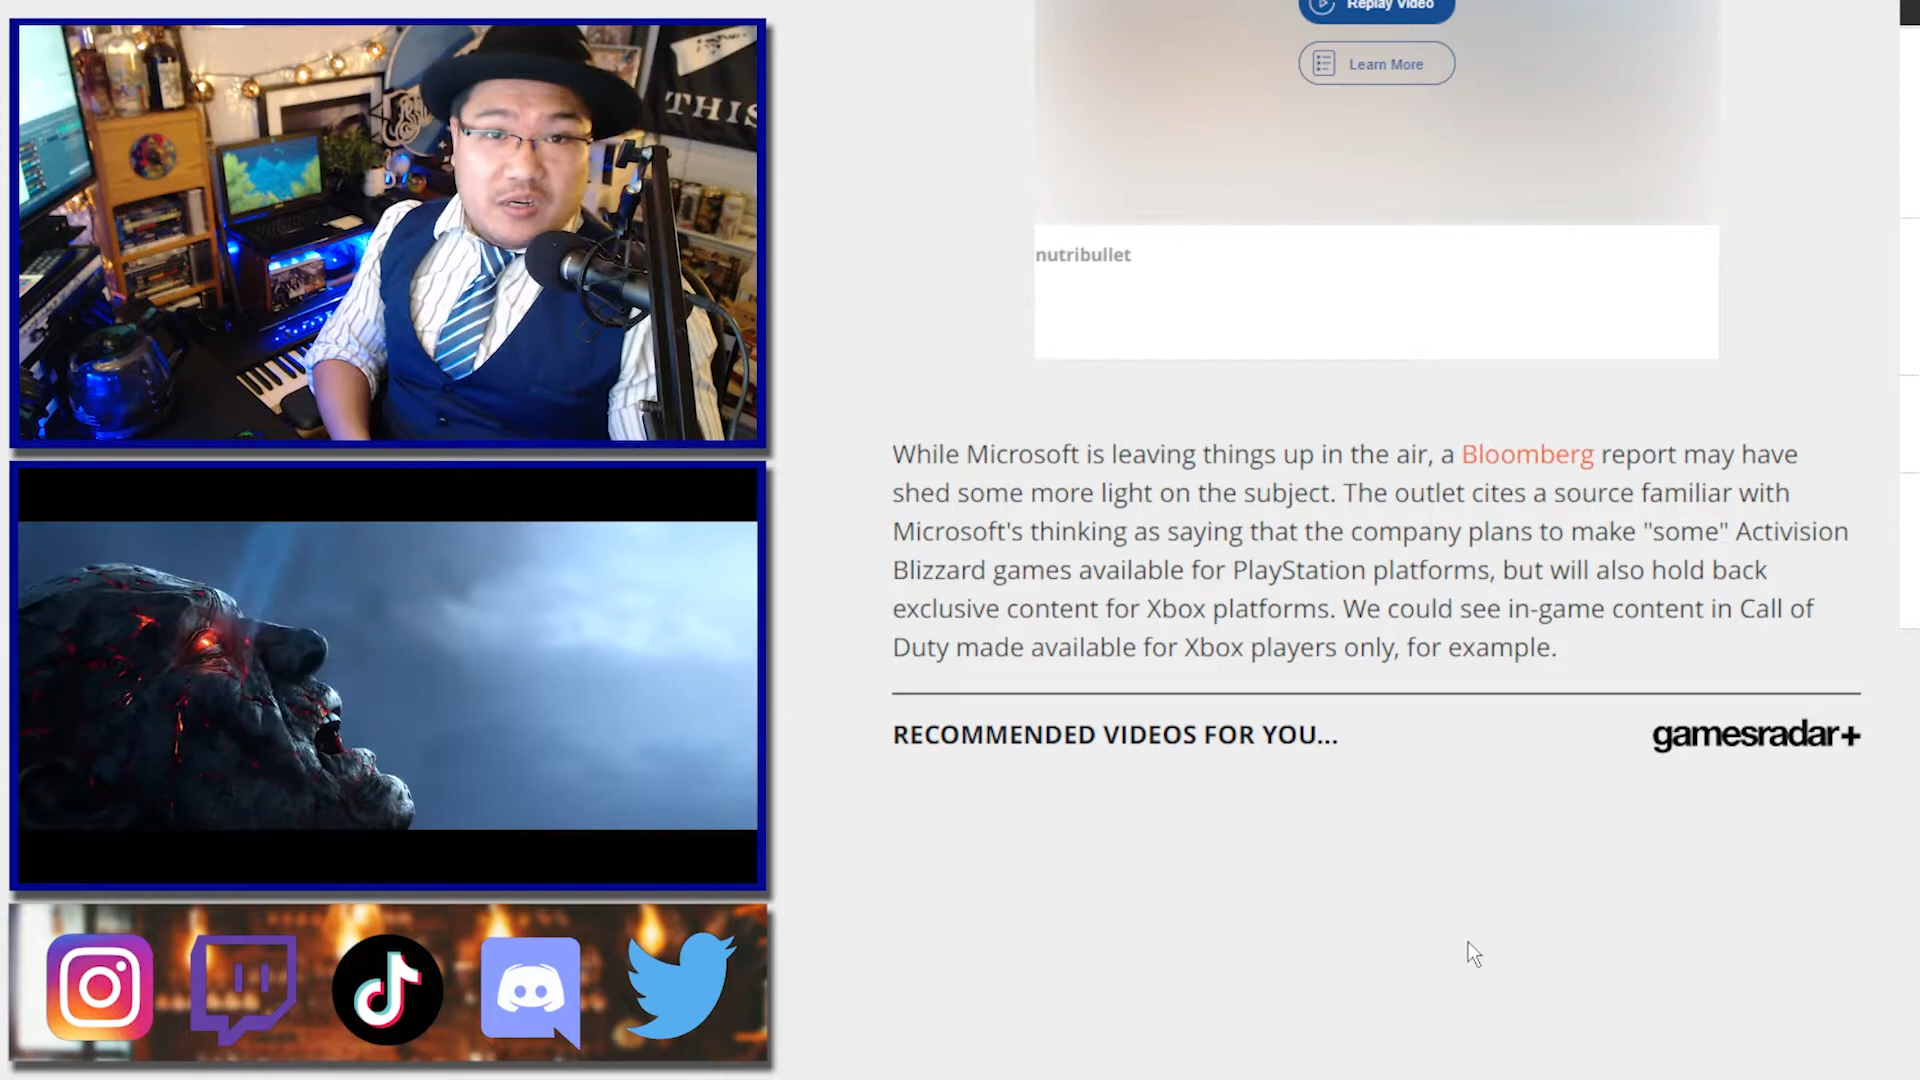 THIS
Replay Video
Learn More
nutribullet
While Microsoft is leaving things up in the air, a Bloomberg report may have
shed some more light on the subject. The outlet cites a source familiar with
Microsoft's thinking as saying that the company plans to make "some" Activision
Blizzard games available for PlayStation platforms, but will also hold back
exclusive content for Xbox platforms. We could see in-game content in Call of
Duty made available for Xbox players only, for example.
RECOMMENDED VIDEOS FOR YOU...
gamesradar+